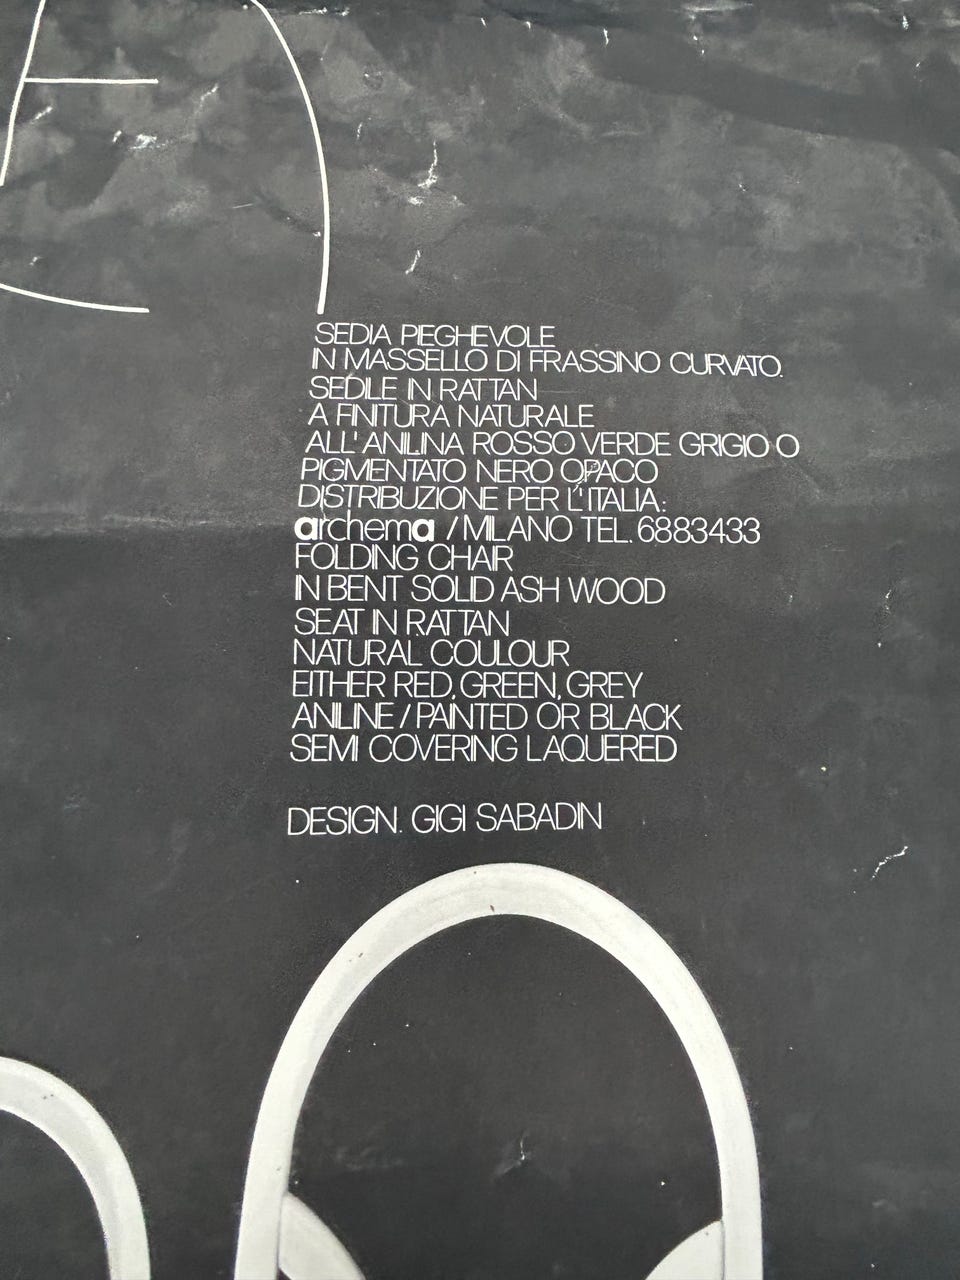 SEDIA PIEGHEVOLE
IN MASSELLO DI FRASSINO CURVATO.
SEDILE IN RATTAN
A FINITURA NATURALE
ALL'ANILINA ROSSO VERDE GRIGIO O
PIGMENTATO NERO OPACO
DISTRIBUZIONE PER L'ITALIA:
archema / MILANO TEL. 6883433
FOLDING CHAIR
IN BENT SOLID ASH WOOD
SEAT IN RATTAN
NATURAL COULOUR
EITHER RED, GREEN, GREY
ANILINE / PAINTED OR BLACK
SEMI COVERING LAQUERED
DESIGN. GIGI SABADIN